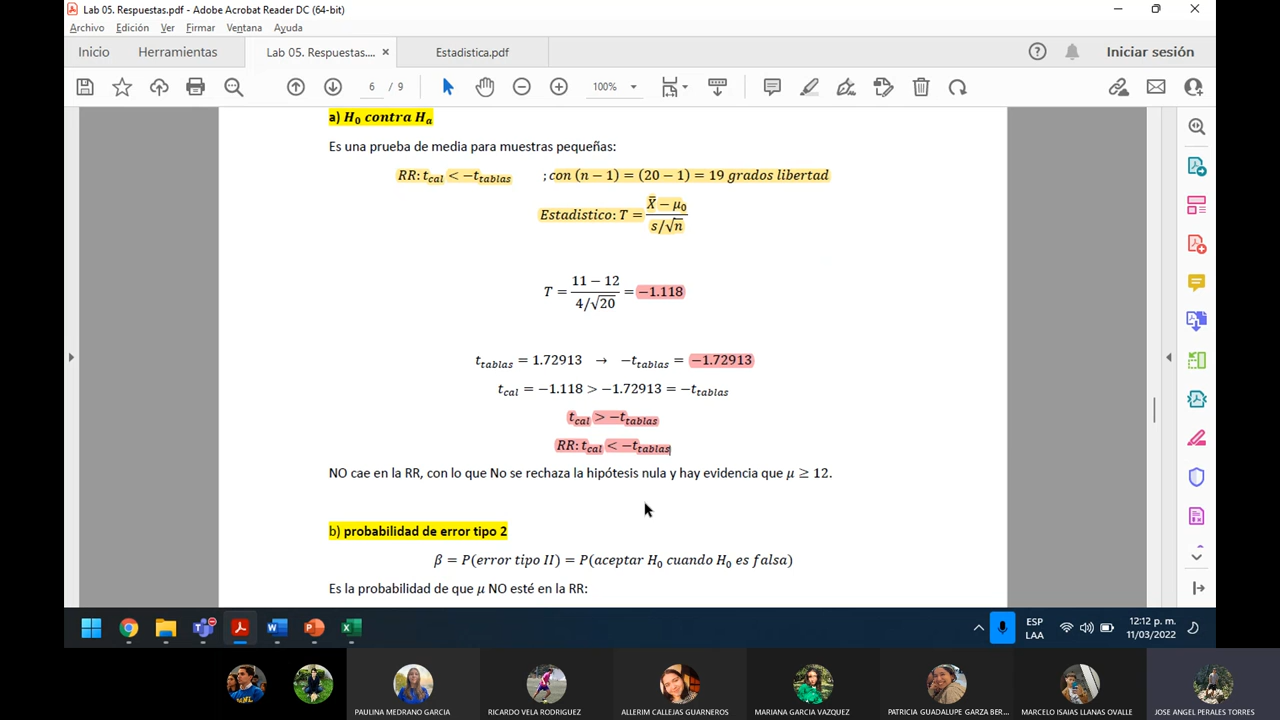 Lab 05. Respuestas.pdf - Adobe Acrobat Reader DC (64-bit)
Archivo Edición Ver Firmar Ventana Ayuda
Inicio Herramientas Lab 05. Respuestas.... × Estadistica.pdf Iniciar sesión
6 / 9 100%
a) H₀ contra Hₐ
Es una prueba de media para muestras pequeñas:
RR: t_cal < −t_tablas ; con (n − 1) = (20 − 1) = 19 grados libertad
Estadistico: T = (X̄ − μ₀) / (s/√n)
T = (11 − 12) / (4/√20) = −1.118
t_tablas = 1.72913 → −t_tablas = −1.72913
t_cal = −1.118 > −1.72913 = −t_tablas
t_cal > −t_tablas
RR: t_cal < −t_tablas
NO cae en la RR, con lo que No se rechaza la hipótesis nula y hay evidencia que μ ≥ 12.
b) probabilidad de error tipo 2
β = P(error tipo II) = P(aceptar H₀ cuando H₀ es falsa)
Es la probabilidad de que μ NO esté en la RR:
ESP LAA 12:12 p. m. 11/03/2022
PAULINA MEDRANO GARCIA RICARDO VELA RODRIGUEZ ALLERIM CALLEJAS GUARNEROS MARIANA GARCIA VAZQUEZ PATRICIA GUADALUPE GARZA BER... MARCELO ISAIAS LLANAS OVALLE JOSE ANGEL PERALES TORRES